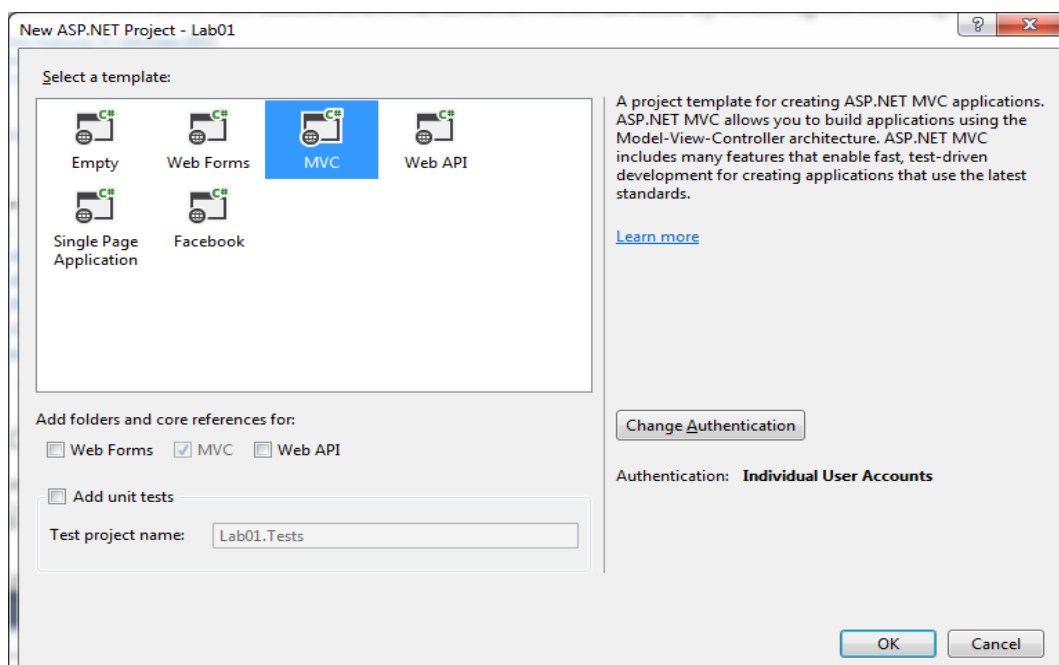 New ASP.NET Project - Lab01
Select a template:
C# C# C# C#
Empty Web Forms MVC Web API
C# C#
Single Page Application Facebook
A project template for creating ASP.NET MVC applications.
ASP.NET MVC allows you to build applications using the
Model-View-Controller architecture. ASP.NET MVC
includes many features that enable fast, test-driven
development for creating applications that use the latest
standards.
Learn more
Add folders and core references for:
Web Forms MVC Web API
Add unit tests
Test project name: Lab01.Tests
Change Authentication
Authentication: Individual User Accounts
OK Cancel